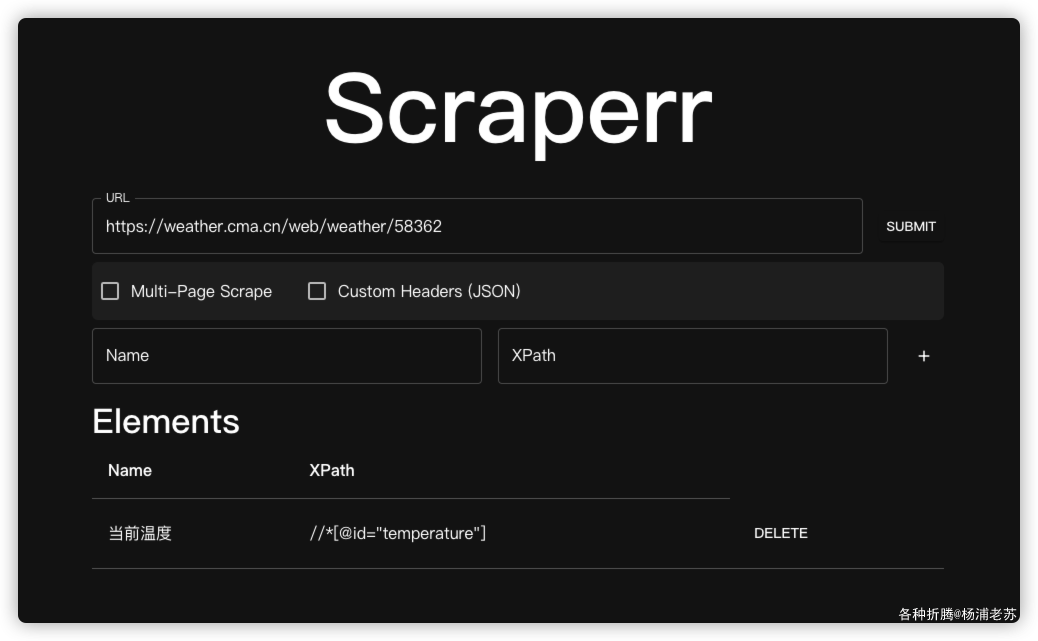 Scraperr
URL
https://weather.cma.cn/web/weather/58362
SUBMIT
Multi-Page Scrape
Custom Headers (JSON)
Name
XPath
+
Elements
Name XPath
当前温度 //*[@id="temperature"] DELETE
各种折腾@杨浦老苏